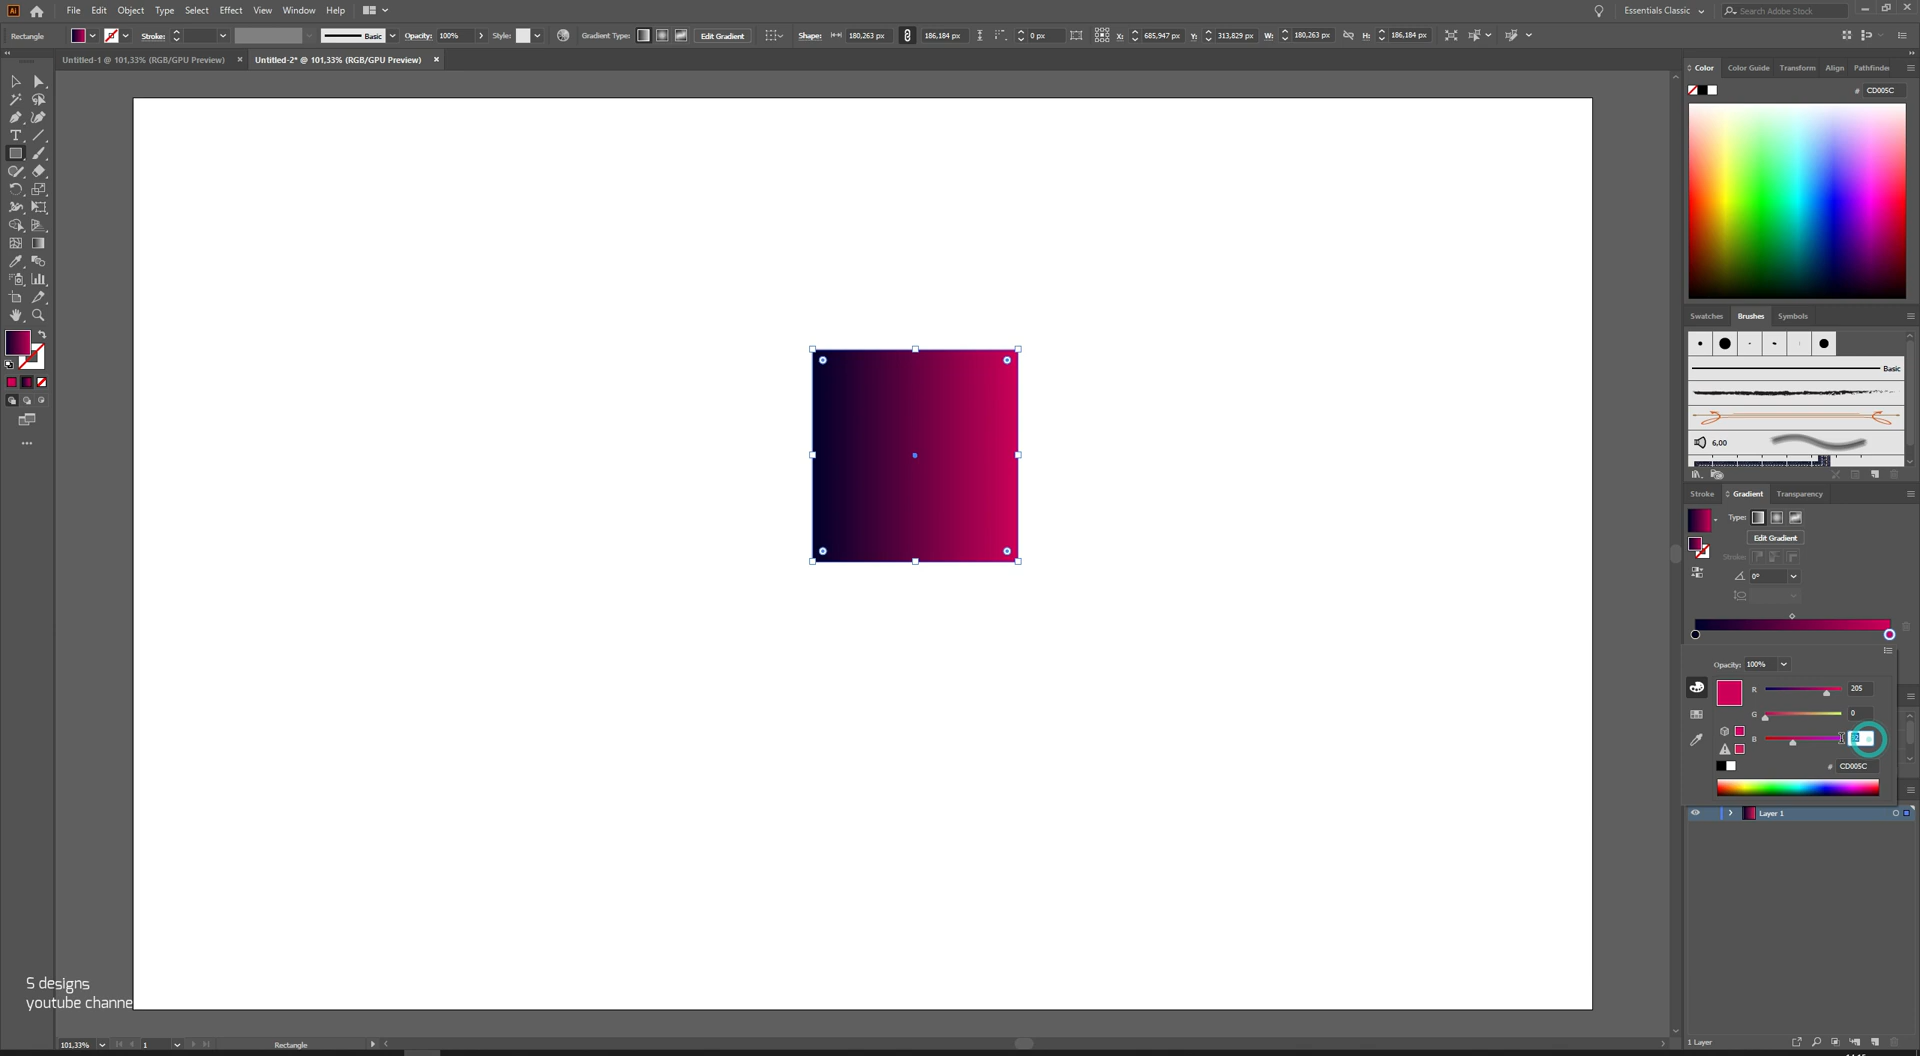 Ai File Edit Object Type Select Effect View Window Help Essentials Classic Search Adobe Stock
Rectangle Stroke: Basic Opacity: 100% Style: Gradient Type: Edit Gradient Shape: 180,263 px 186,184 px 0 px X: 685,947 px Y: 313,829 px W: 180,263 px H: 186,184 px
Untitled-1 @ 101,33% (RGB/GPU Preview) × Untitled-2* @ 101,33% (RGB/GPU Preview) ×
Color Color Guide Transform Align Pathfinde
# CD005C
Swatches Brushes Symbols
Basic
6,00
Stroke Gradient Transparency
Type:
Edit Gradient
Stroke:
0°
Opacity: 100%
R 205
G 0
B
# CD005C
Layer 1
S designs
youtube channe
101,33% 1 Rectangle
1 Layer